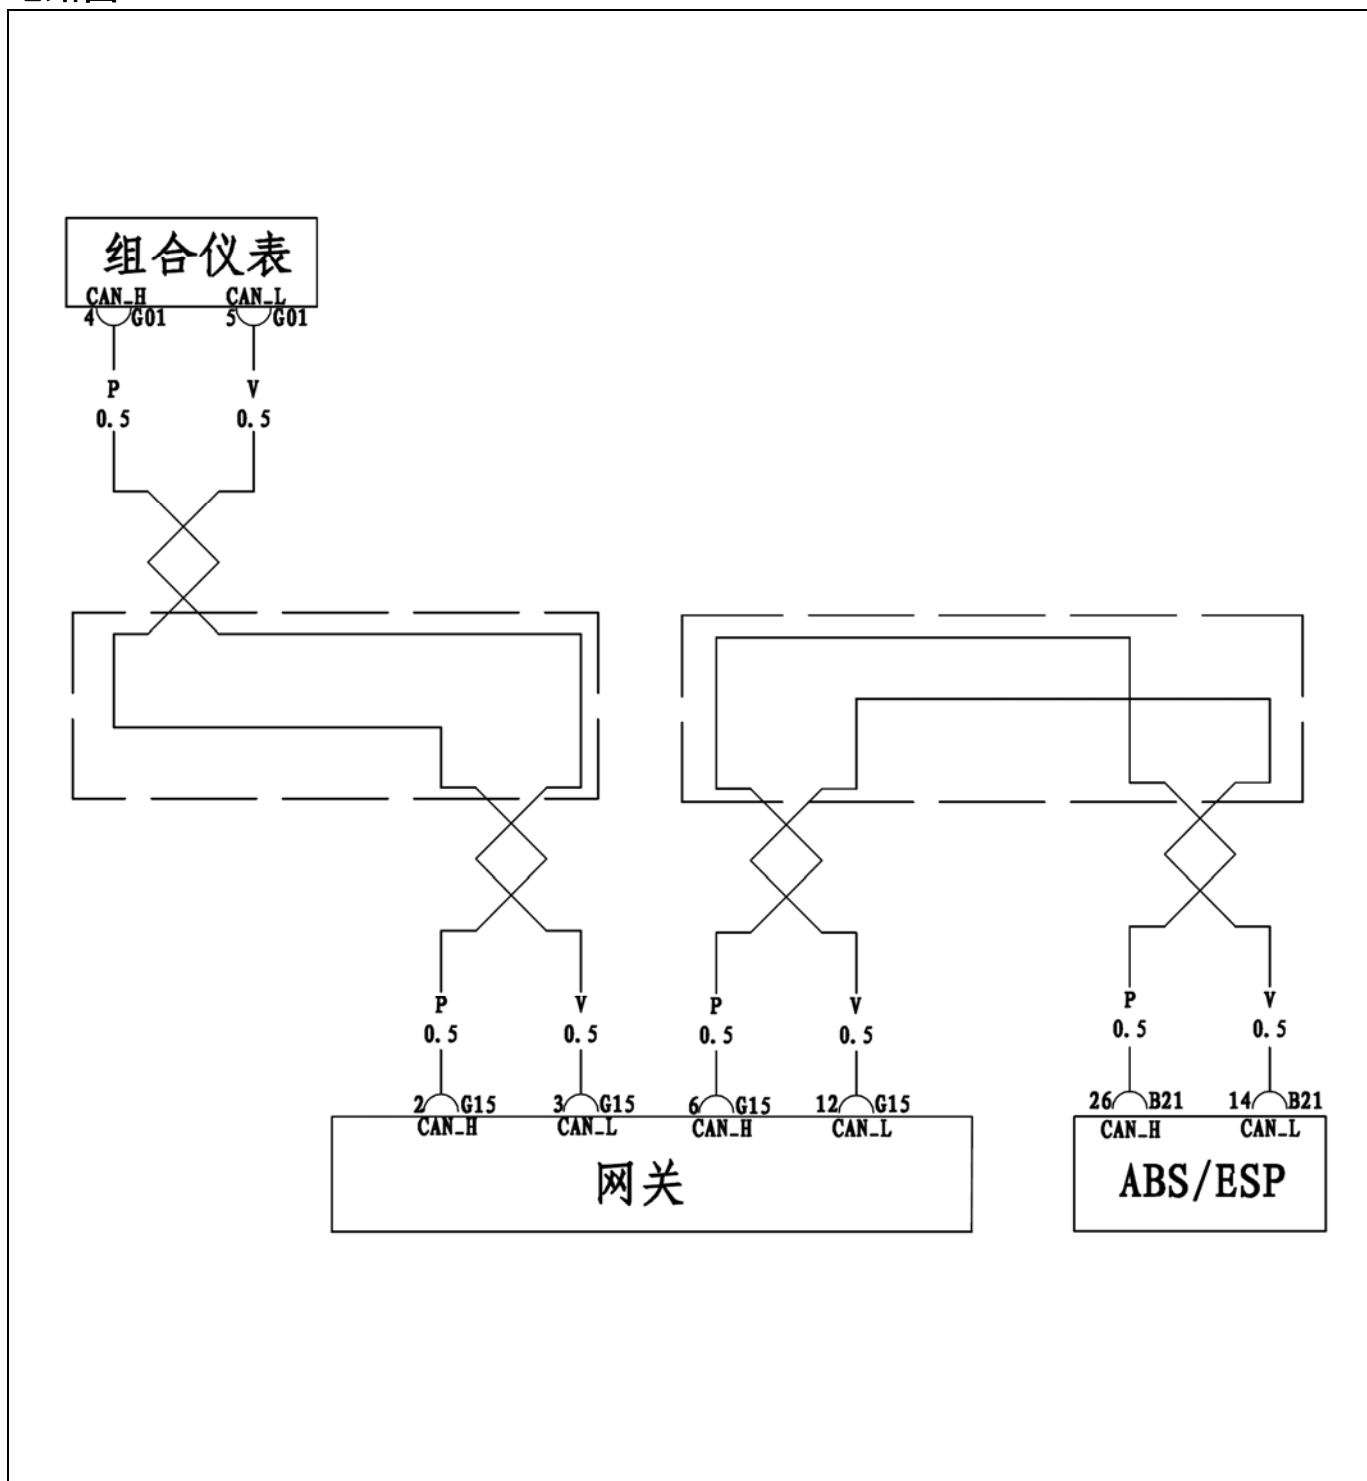 组合仪表
CAN_H CAN_L
4 G01 5 G01
P V
0.5 0.5
P V P V P V
0.5 0.5 0.5 0.5 0.5 0.5
2 G15 3 G15 6 G15 12 G15 26 B21 14 B21
CAN_H CAN_L CAN_H CAN_L CAN_H CAN_L
网关 ABS/ESP